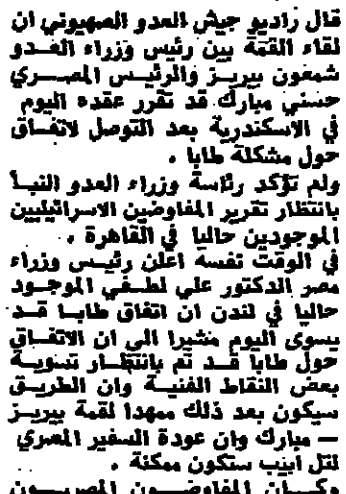 قال راديو جيش العدو الصهيوني ان
لقاء القمة بين رئيس وزراء العدو
شمعون بيريز والرئيس المصري
حسني مبارك قد تقرر عقده اليوم
في الاسكندرية بعد التوصل لاتفاق
حول مشكلة طابا .
ولم تؤكد رئاسة وزراء العدو النبأ
بانتظار تقرير المفاوضين الاسرائيليين
الموجودين حاليا في القاهرة .
في الوقت نفسه اعلن رئيس وزراء
مصر الدكتور علي لطفي الموجود
حاليا في لندن ان اتفاق طابا قد
يسوى اليوم مشيرا الى ان الاتفاق
حول طابا قد تم بانتظار تسوية
بعض النقاط الفنية وان الطريق
سيكون بعد ذلك ممهدا لقمة بيريز
— مبارك وان عودة السفير المصري
لتل ابيب ستكون ممكنة .
وكان المفاوضون المصريون